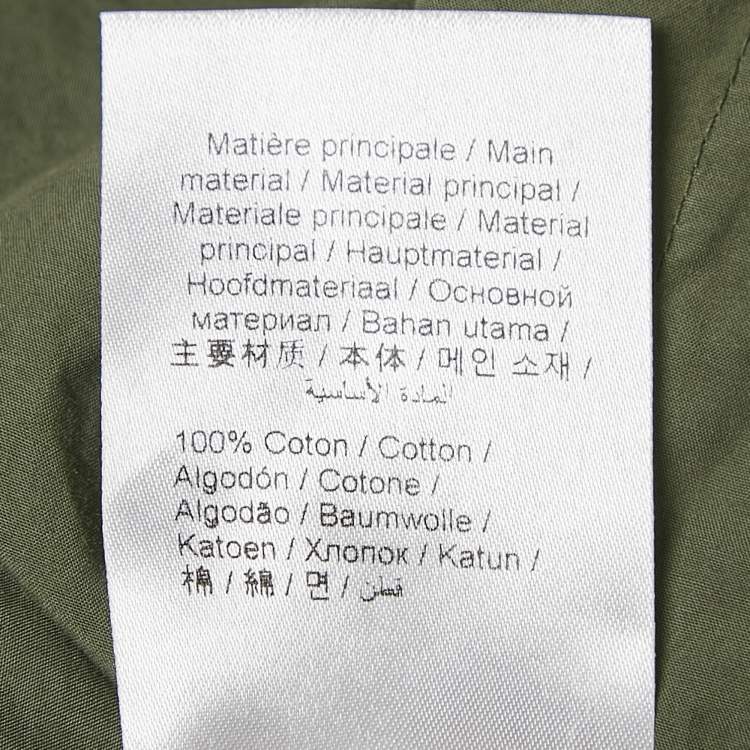 Matière principale / Main
material / Material principal /
Materiale principale / Material
principal / Hauptmaterial /
Hoofdmateriaal / Основной
материал / Bahan utama /
主要材质 / 本体 / 메인 소재 /
المادة الأساسية
100% Coton / Cotton /
Algodón / Cotone /
Algodão / Baumwolle /
Katoen / Хлопок / Katun /
棉 / 綿 / 면 / قطن